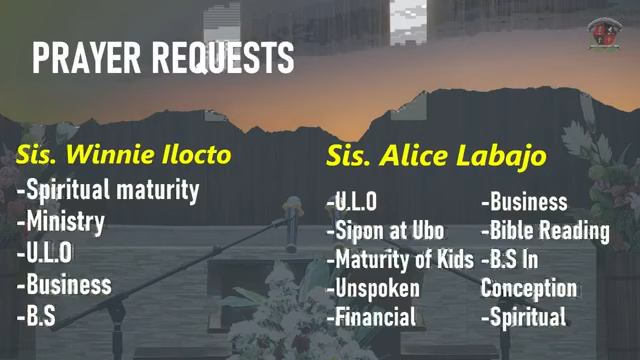 PRAYER REQUESTS
Sis. Winnie Ilocto
-Spiritual maturity
-Ministry
-U.L.O
-Business
-B.S
Sis. Alice Labajo
-U.L.O
-Sipon at Ubo
-Maturity of Kids
-Unspoken
-Financial
-Business
-Bible Reading
-B.S In
Conception
-Spiritual